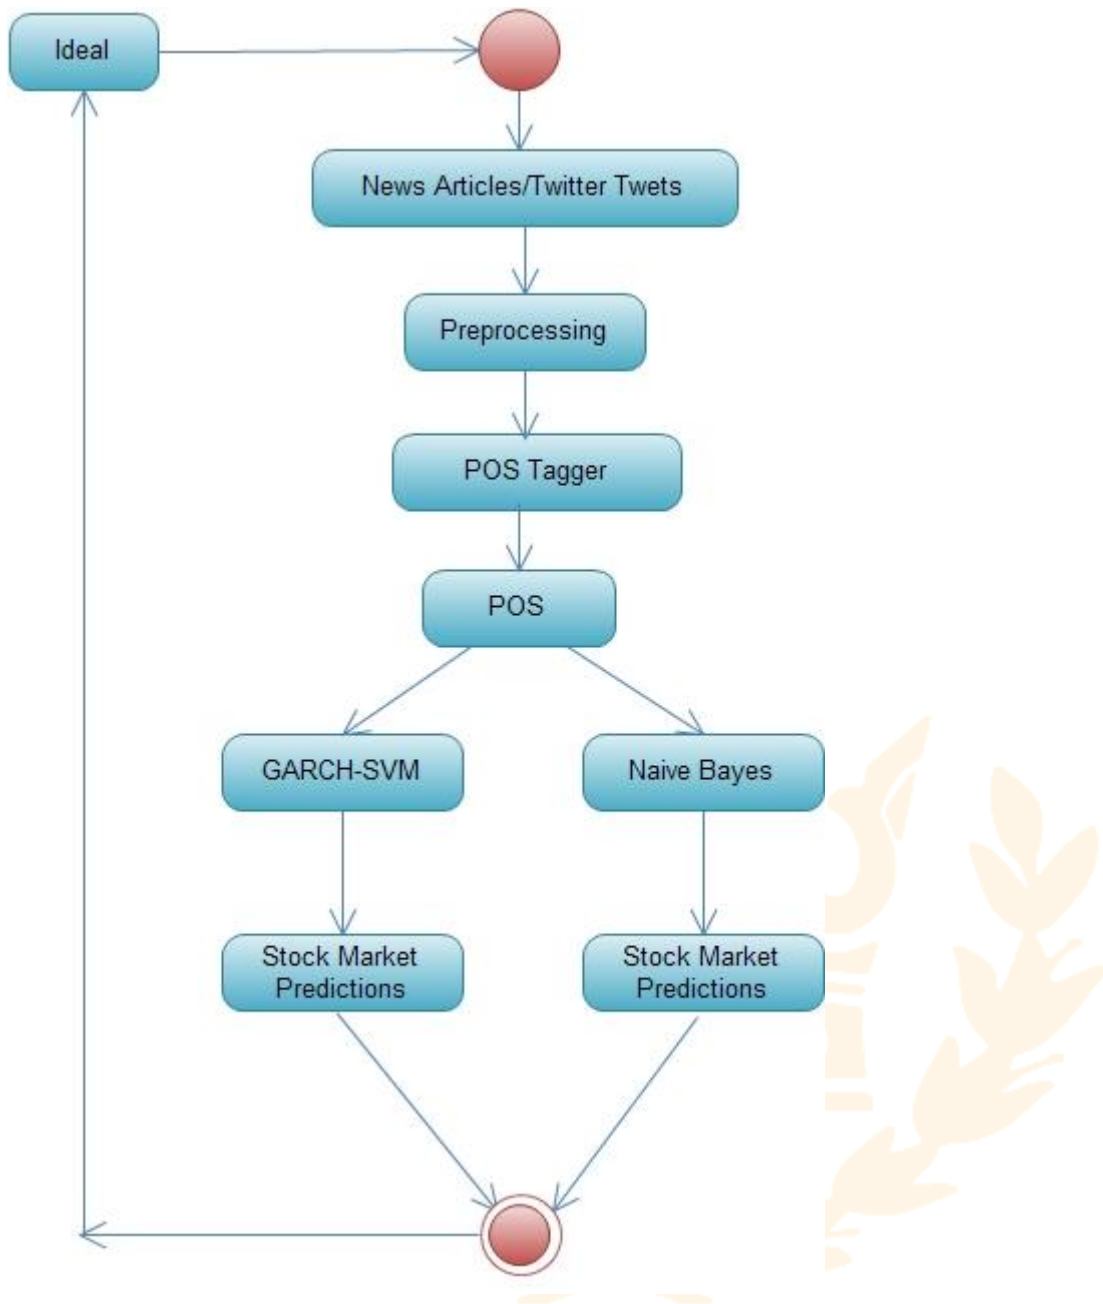 Ideal
News Articles/Twitter Twets
Preprocessing
POS Tagger
POS
GARCH-SVM
Naive Bayes
Stock Market
Predictions
Stock Market
Predictions